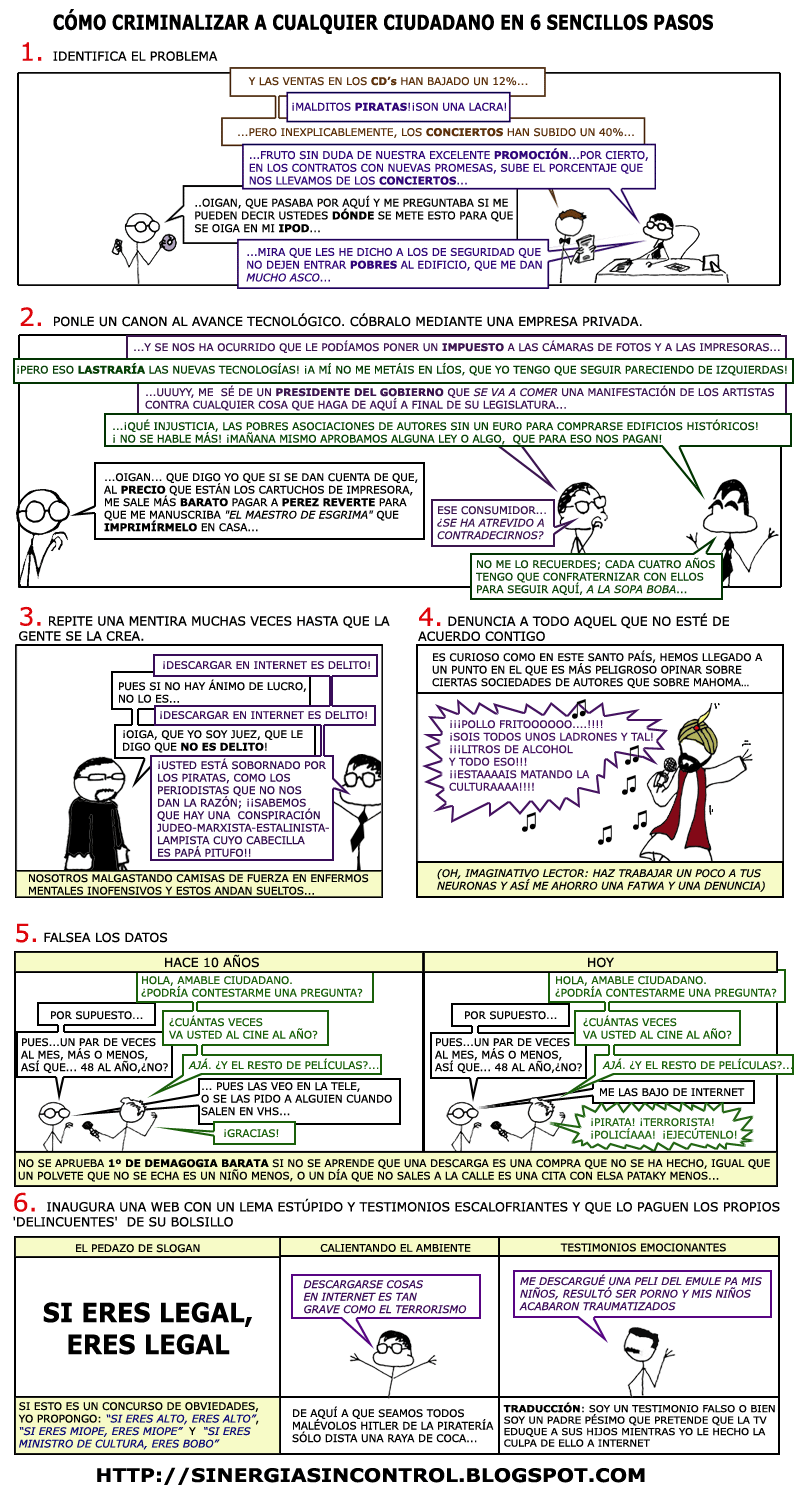 CÓMO CRIMINALIZAR A CUALQUIER CIUDADANO EN 6 SENCILLOS PASOS
1. IDENTIFICA EL PROBLEMA
Y LAS VENTAS EN LOS CD's HAN BAJADO UN 12%...
¡MALDITOS PIRATAS!¡SON UNA LACRA!
...PERO INEXPLICABLEMENTE, LOS CONCIERTOS HAN SUBIDO UN 40%...
...FRUTO SIN DUDA DE NUESTRA EXCELENTE PROMOCIÓN...POR CIERTO,
EN LOS CONTRATOS CON NUEVAS PROMESAS, SUBE EL PORCENTAJE QUE
NOS LLEVAMOS DE LOS CONCIERTOS...
..OIGAN, QUE PASABA POR AQUÍ Y ME PREGUNTABA SI ME
PUEDEN DECIR USTEDES DÓNDE SE METE ESTO PARA QUE
SE OIGA EN MI IPOD...
...MIRA QUE LES HE DICHO A LOS DE SEGURIDAD QUE
NO DEJEN ENTRAR POBRES AL EDIFICIO, QUE ME DAN
MUCHO ASCO...
2. PONLE UN CANON AL AVANCE TECNOLÓGICO. CÓBRALO MEDIANTE UNA EMPRESA PRIVADA.
...Y SE NOS HA OCURRIDO QUE LE PODÍAMOS PONER UN IMPUESTO A LAS CÁMARAS DE FOTOS Y A LAS IMPRESORAS...
¡PERO ESO LASTRARÍA LAS NUEVAS TECNOLOGÍAS! ¡A MÍ NO ME METÁIS EN LÍOS, QUE YO TENGO QUE SEGUIR PARECIENDO DE IZQUIERDAS!
...UUUYY, ME SÉ DE UN PRESIDENTE DEL GOBIERNO QUE SE VA A COMER UNA MANIFESTACIÓN DE LOS ARTISTAS
CONTRA CUALQUIER COSA QUE HAGA DE AQUÍ A FINAL DE SU LEGISLATURA...
...¡QUÉ INJUSTICIA, LAS POBRES ASOCIACIONES DE AUTORES SIN UN EURO PARA COMPRARSE EDIFICIOS HISTÓRICOS!
¡ NO SE HABLE MÁS! ¡MAÑANA MISMO APROBAMOS ALGUNA LEY O ALGO, QUE PARA ESO NOS PAGAN!
...OIGAN... QUE DIGO YO QUE SI SE DAN CUENTA DE QUE,
AL PRECIO QUE ESTÁN LOS CARTUCHOS DE IMPRESORA,
ME SALE MÁS BARATO PAGAR A PEREZ REVERTE PARA
QUE ME MANUSCRIBA "EL MAESTRO DE ESGRIMA" QUE
IMPRIMÍRMELO EN CASA...
ESE CONSUMIDOR...
¿SE HA ATREVIDO A
CONTRADECIRNOS?
NO ME LO RECUERDES; CADA CUATRO AÑOS
TENGO QUE CONFRATERNIZAR CON ELLOS
PARA SEGUIR AQUÍ, A LA SOPA BOBA...
3. REPITE UNA MENTIRA MUCHAS VECES HASTA QUE LA
GENTE SE LA CREA.
¡DESCARGAR EN INTERNET ES DELITO!
PUES SI NO HAY ÁNIMO DE LUCRO,
NO LO ES...
¡DESCARGAR EN INTERNET ES DELITO!
¡OIGA, QUE YO SOY JUEZ, QUE LE
DIGO QUE NO ES DELITO!
¡USTED ESTÁ SOBORNADO POR
LOS PIRATAS, COMO LOS
PERIODISTAS QUE NO NOS
DAN LA RAZÓN; ¡¡SABEMOS
QUE HAY UNA CONSPIRACIÓN
JUDEO-MARXISTA-ESTALINISTA-
LAMPISTA CUYO CABECILLA
ES PAPÁ PITUFO!!
NOSOTROS MALGASTANDO CAMISAS DE FUERZA EN ENFERMOS
MENTALES INOFENSIVOS Y ESTOS ANDAN SUELTOS...
4. DENUNCIA A TODO AQUEL QUE NO ESTÉ DE
ACUERDO CONTIGO
ES CURIOSO COMO EN ESTE SANTO PAÍS, HEMOS LLEGADO A
UN PUNTO EN EL QUE ES MÁS PELIGROSO OPINAR SOBRE
CIERTAS SOCIEDADES DE AUTORES QUE SOBRE MAHOMA...
¡¡¡POLLO FRITOOOOOO....!!!!
¡SOIS TODOS UNOS LADRONES Y TAL!
¡¡¡LITROS DE ALCOHOL
Y TODO ESO!!!
¡¡ESTAAAAIS MATANDO LA
CULTURAAAA!!!!
(OH, IMAGINATIVO LECTOR: HAZ TRABAJAR UN POCO A TUS
NEURONAS Y ASÍ ME AHORRO UNA FATWA Y UNA DENUNCIA)
5. FALSEA LOS DATOS
HACE 10 AÑOS
HOLA, AMABLE CIUDADANO.
¿PODRÍA CONTESTARME UNA PREGUNTA?
POR SUPUESTO...
¿CUÁNTAS VECES
VA USTED AL CINE AL AÑO?
PUES...UN PAR DE VECES
AL MES, MÁS O MENOS,
ASÍ QUE... 48 AL AÑO,¿NO?
AJÁ. ¿Y EL RESTO DE PELÍCULAS?...
... PUES LAS VEO EN LA TELE,
O SE LAS PIDO A ALGUIEN CUANDO
SALEN EN VHS...
¡GRACIAS!
HOY
HOLA, AMABLE CIUDADANO.
¿PODRÍA CONTESTARME UNA PREGUNTA?
POR SUPUESTO...
¿CUÁNTAS VECES
VA USTED AL CINE AL AÑO?
PUES...UN PAR DE VECES
AL MES, MÁS O MENOS,
ASÍ QUE... 48 AL AÑO,¿NO?
AJÁ. ¿Y EL RESTO DE PELÍCULAS?...
ME LAS BAJO DE INTERNET
¡PIRATA! ¡TERRORISTA!
¡POLICÍAAA! ¡EJECÚTENLO!
NO SE APRUEBA 1º DE DEMAGOGIA BARATA SI NO SE APRENDE QUE UNA DESCARGA ES UNA COMPRA QUE NO SE HA HECHO, IGUAL QUE
UN POLVETE QUE NO SE ECHA ES UN NIÑO MENOS, O UN DÍA QUE NO SALES A LA CALLE ES UNA CITA CON ELSA PATAKY MENOS...
6. INAUGURA UNA WEB CON UN LEMA ESTÚPIDO Y TESTIMONIOS ESCALOFRIANTES Y QUE LO PAGUEN LOS PROPIOS
'DELINCUENTES' DE SU BOLSILLO
EL PEDAZO DE SLOGAN
SI ERES LEGAL,
ERES LEGAL
SI ESTO ES UN CONCURSO DE OBVIEDADES,
YO PROPONGO: "SI ERES ALTO, ERES ALTO",
"SI ERES MIOPE, ERES MIOPE" Y "SI ERES
MINISTRO DE CULTURA, ERES BOBO"
CALIENTANDO EL AMBIENTE
DESCARGARSE COSAS
EN INTERNET ES TAN
GRAVE COMO EL TERRORISMO
DE AQUÍ A QUE SEAMOS TODOS
MALÉVOLOS HITLER DE LA PIRATERÍA
SÓLO DISTA UNA RAYA DE COCA...
TESTIMONIOS EMOCIONANTES
ME DESCARGUÉ UNA PELI DEL EMULE PA MIS
NIÑOS, RESULTÓ SER PORNO Y MIS NIÑOS
ACABARON TRAUMATIZADOS
TRADUCCIÓN: SOY UN TESTIMONIO FALSO O BIEN
SOY UN PADRE PÉSIMO QUE PRETENDE QUE LA TV
EDUQUE A SUS HIJOS MIENTRAS YO LE HECHO LA
CULPA DE ELLO A INTERNET
HTTP://SINERGIASINCONTROL.BLOGSPOT.COM